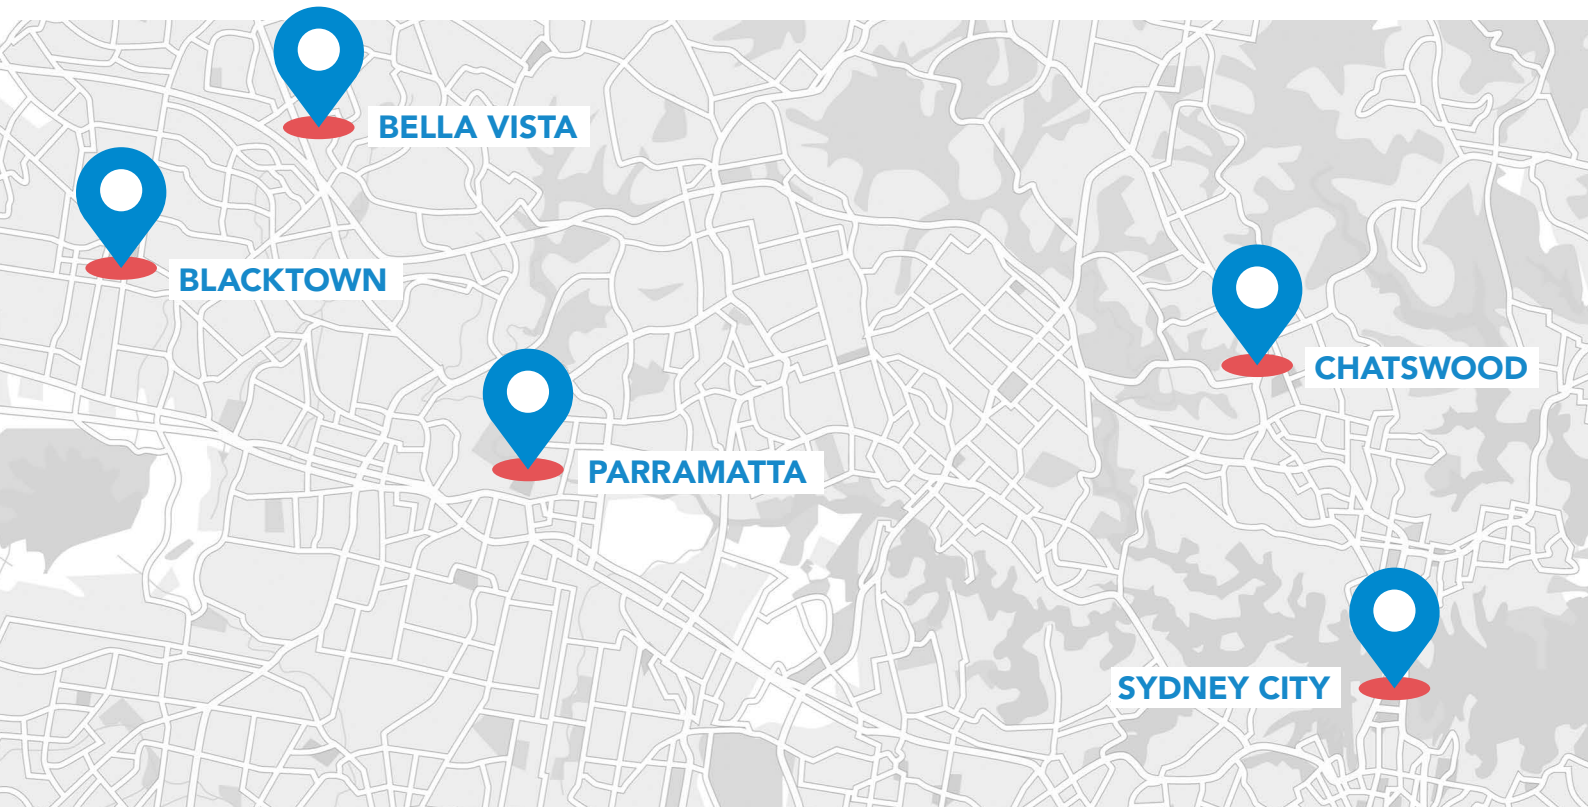 BELLA VISTA
BLACKTOWN
CHATSWOOD
PARRAMATTA
SYDNEY CITY